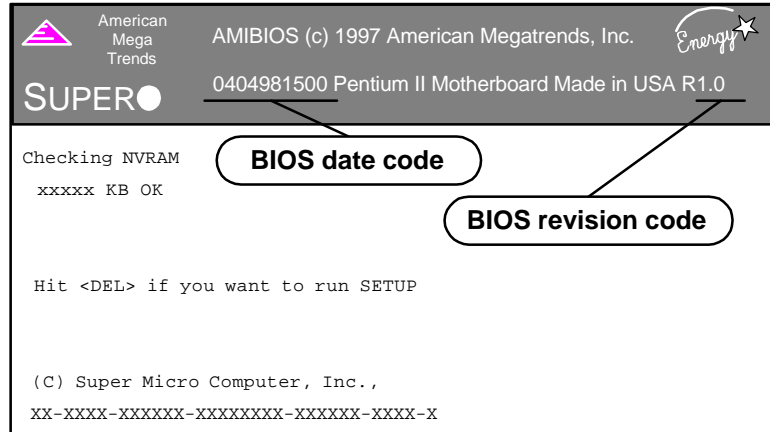 American
Mega
Trends
AMIBIOS (c) 1997 American Megatrends, Inc.
Energy
SUPER
0404981500 Pentium II Motherboard Made in USA R1.0
Checking NVRAM
xxxxx KB OK
BIOS date code
BIOS revision code
Hit <DEL> if you want to run SETUP
(C) Super Micro Computer, Inc.,
XX-XXXX-XXXXXX-XXXXXXXX-XXXXXX-XXXX-X